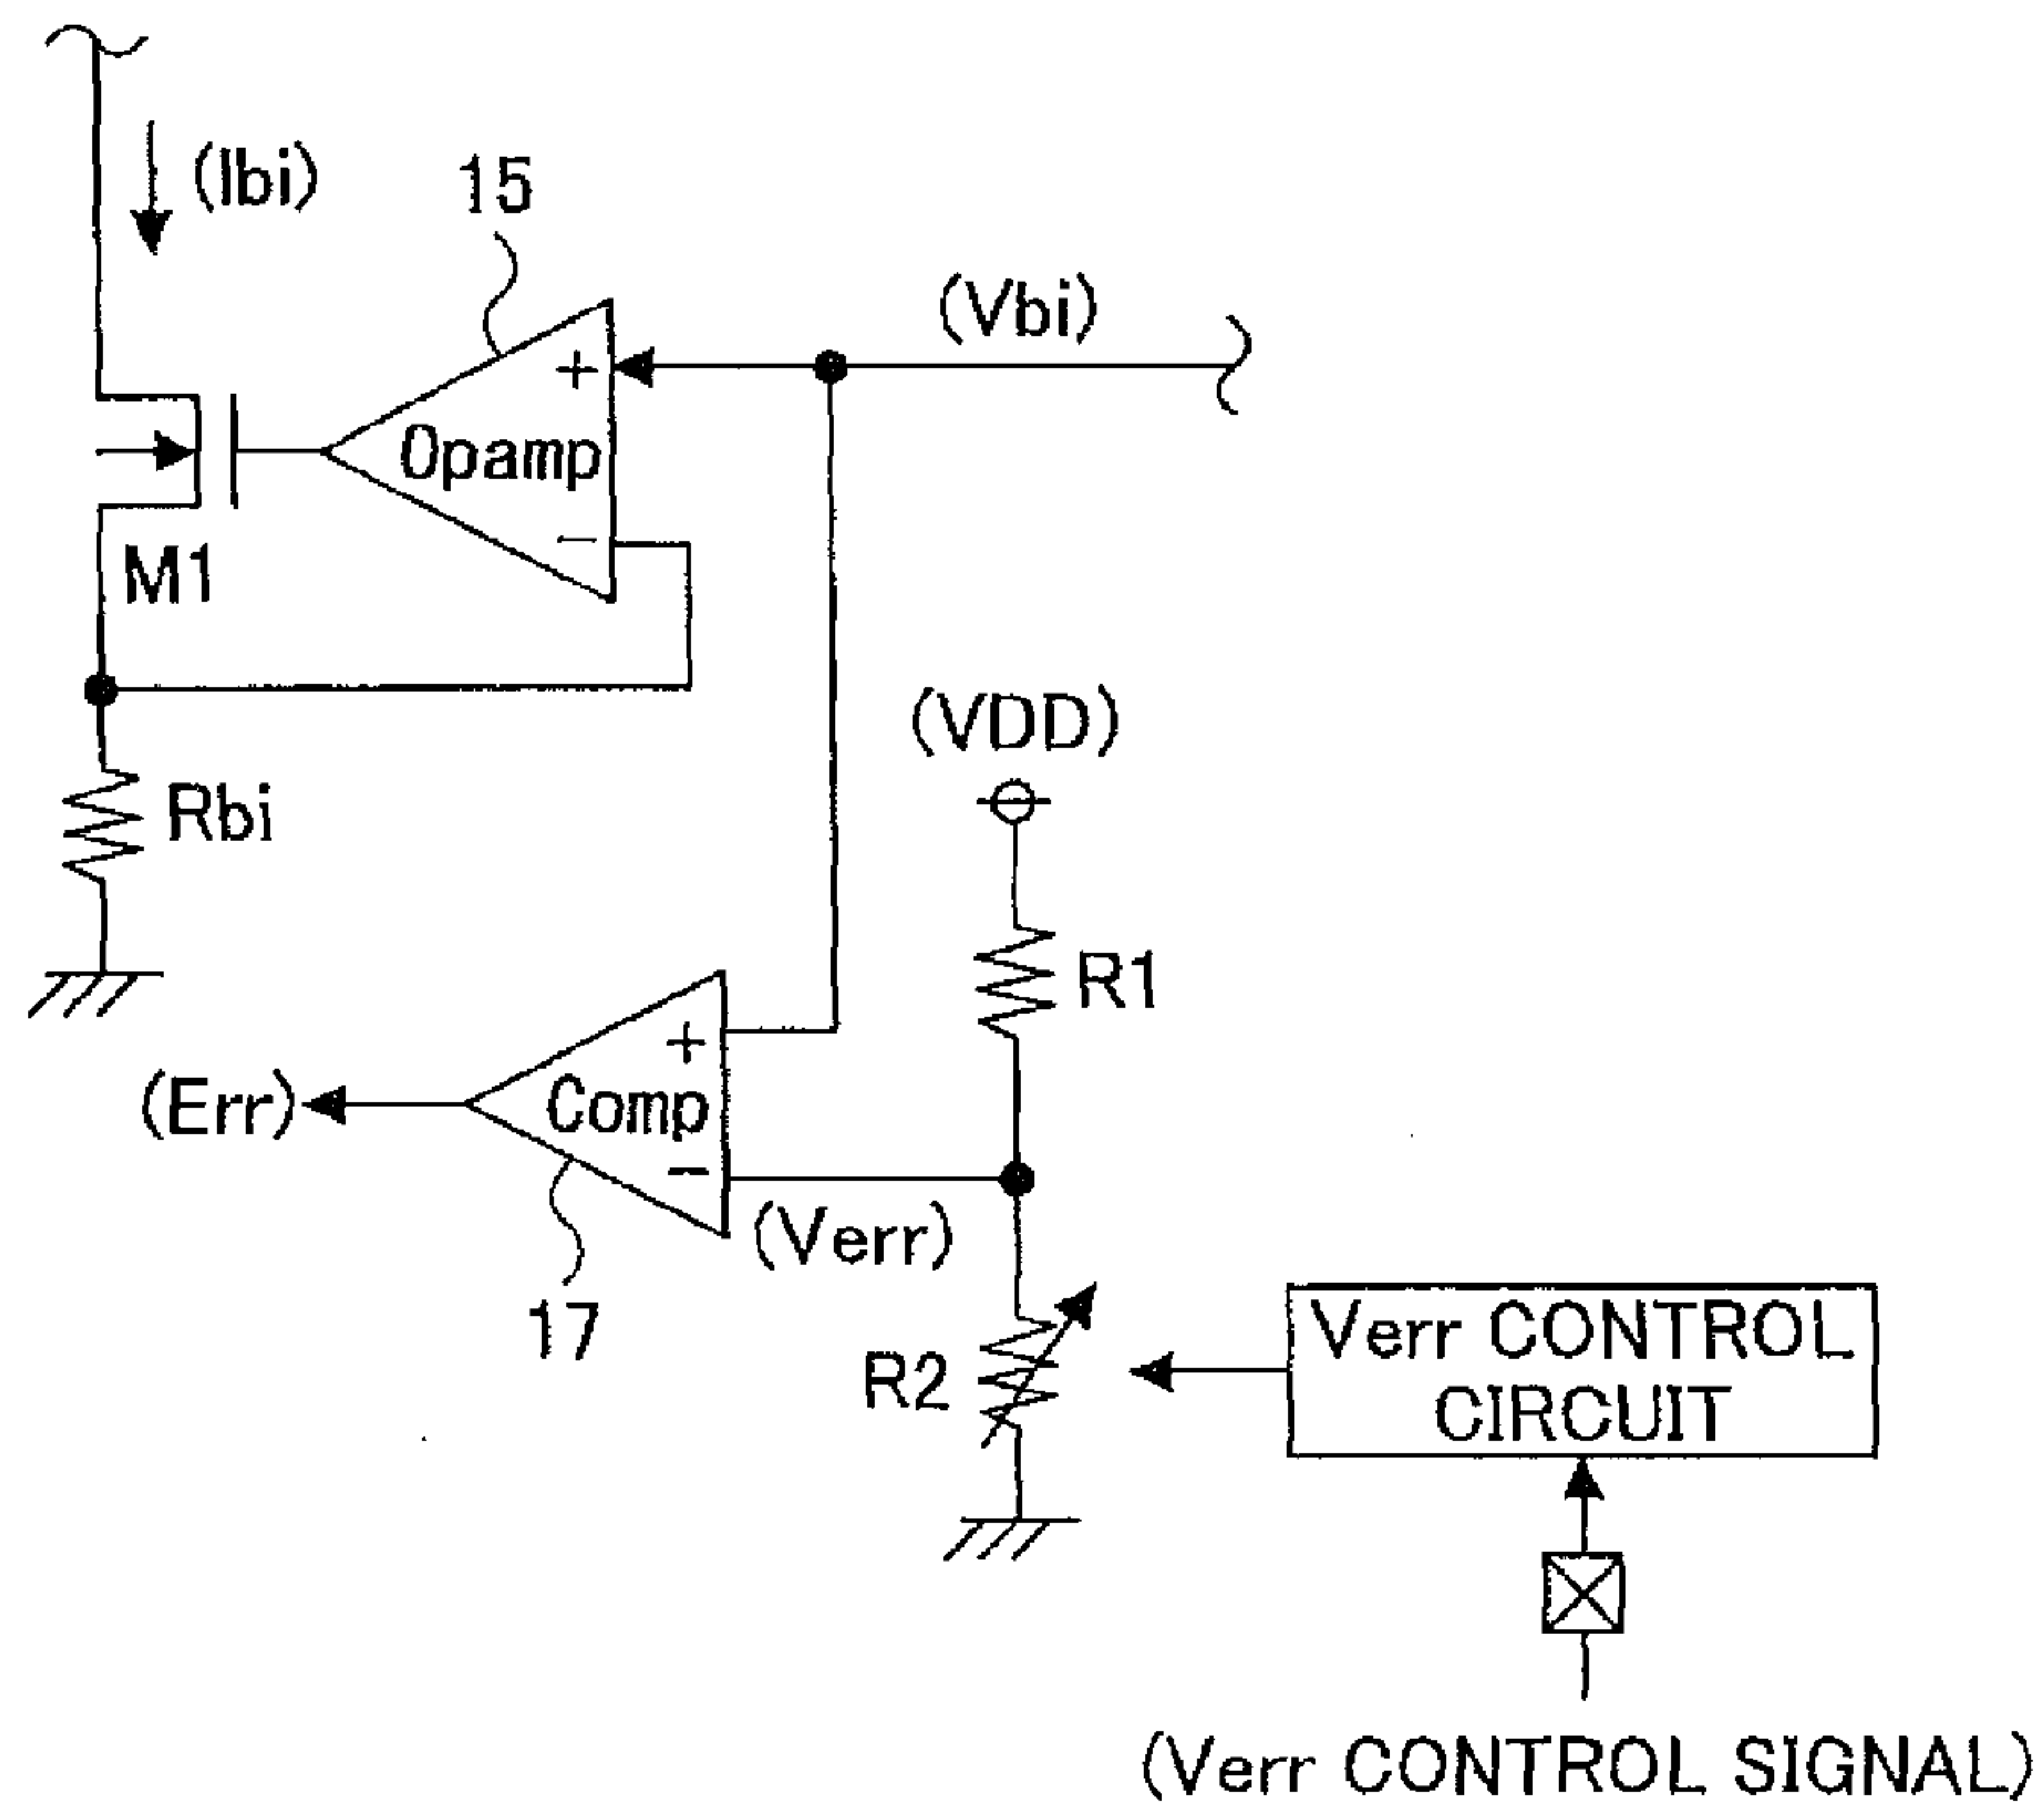 (Ibi)
15
(Vbi)
+
Opamp
−
M1
(VDD)
Rbi
R1
+
(Err)
Comp
−
(Verr)
17
R2
Verr CONTROL
CIRCUIT
(Verr CONTROL SIGNAL)